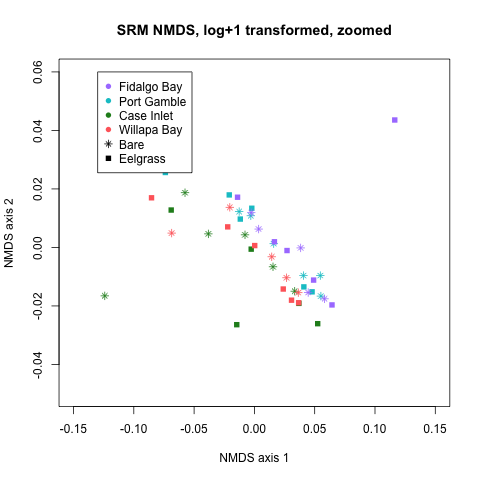 SRM NMDS, log+1 transformed, zoomed
Fidalgo Bay
Port Gamble
Case Inlet
Willapa Bay
Bare
Eelgrass
NMDS axis 2
0.06
0.04
0.02
0.00
-0.02
-0.04
-0.15 -0.10 -0.05 0.00 0.05 0.10 0.15
NMDS axis 1